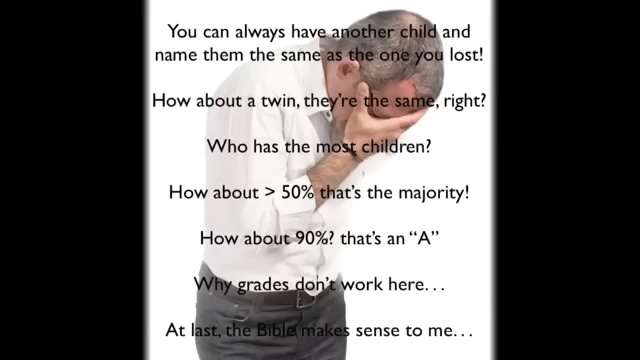 You can always have another child and
name them the same as the one you lost!
How about a twin, they're the same, right?
Who has the most children?
How about > 50% that's the majority!
How about 90%? that's an “A”
Why grades don't work here...
At last, the Bible makes sense to me...